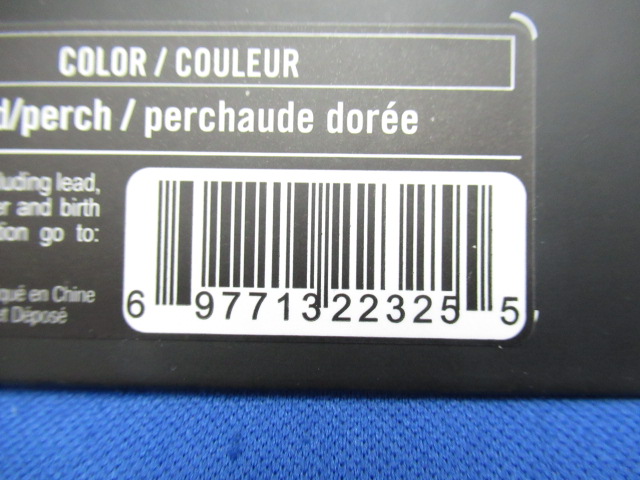 COLOR / COULEUR
d/perch / perchaude dorée
luding lead,
er and birth
tion go to:
qué en Chine
et Déposé
6 97713 22325 5